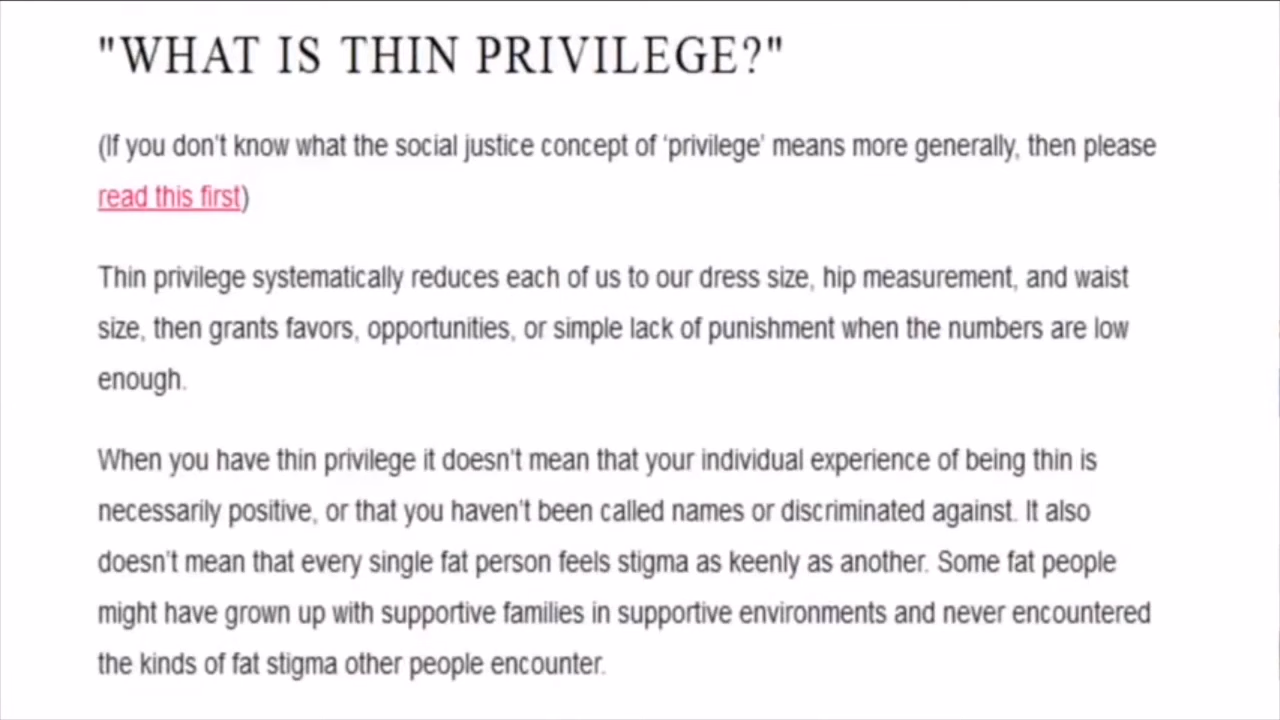 "WHAT IS THIN PRIVILEGE?"
(If you don't know what the social justice concept of 'privilege' means more generally, then please
read this first)
Thin privilege systematically reduces each of us to our dress size, hip measurement, and waist
size, then grants favors, opportunities, or simple lack of punishment when the numbers are low
enough.
When you have thin privilege it doesn't mean that your individual experience of being thin is
necessarily positive, or that you haven't been called names or discriminated against. It also
doesn't mean that every single fat person feels stigma as keenly as another. Some fat people
might have grown up with supportive families in supportive environments and never encountered
the kinds of fat stigma other people encounter.